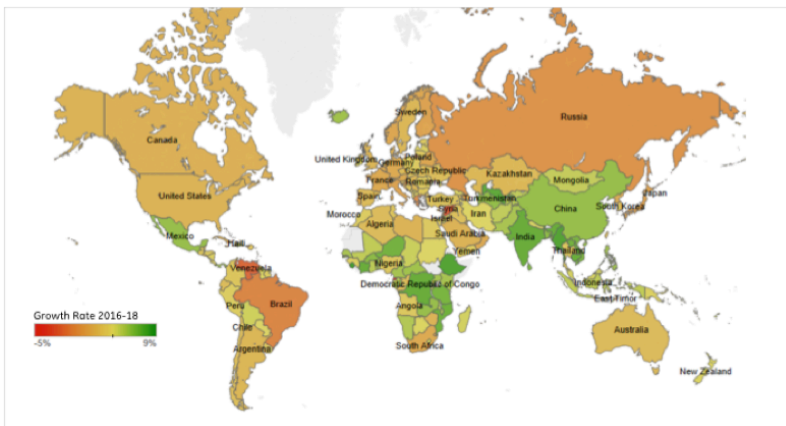 Sweden
Russia
Canada
United Kingdom
Poland
Germany
Czech Republic
France
Romania
Kazakhstan
Mongolia
United States
Spain
Turkey
Turkmenistan
Japan
Syria
South Korea
China
Morocco
Israel
Iran
Algeria
Mexico
Saudi Arabia
India
Haiti
Yemen
Thailand
Venezuela
Nigeria
Democratic Republic of Congo
Indonesia
Peru
Brazil
Angola
East Timor
Growth Rate 2016-18
-5% 9%
Chile
Australia
Argentina
South Africa
New Zealand